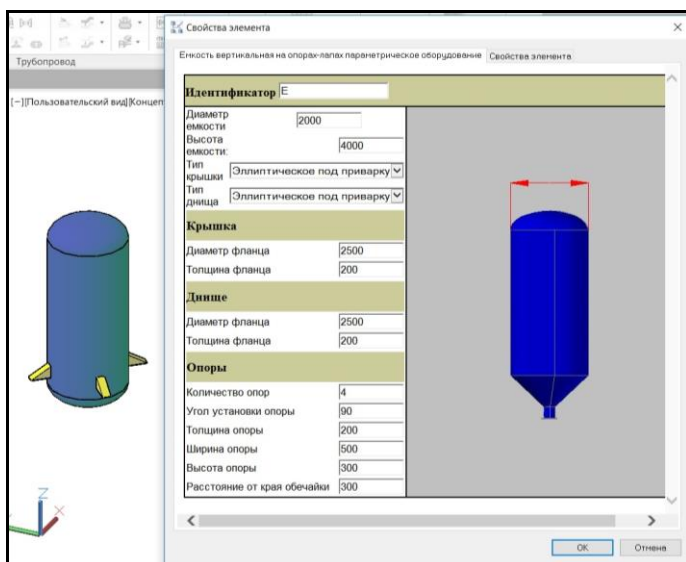 Свойства элемента
Трубопровод
Емкость вертикальная на опорах-лапах параметрическое оборудование
Свойства элемента
[−][Пользовательский вид][Концеп
Идентификатор E
Диаметр емкости 2000
Высота емкости: 4000
Тип крышки Эллиптическое под приварку
Тип днища Эллиптическое под приварку
Крышка
Диаметр фланца 2500
Толщина фланца 200
Днище
Диаметр фланца 2500
Толщина фланца 200
Опоры
Количество опор 4
Угол установки опоры 90
Толщина опоры 200
Ширина опоры 500
Высота опоры 300
Расстояние от края обечайки 300
Z
X
OK
Отмена